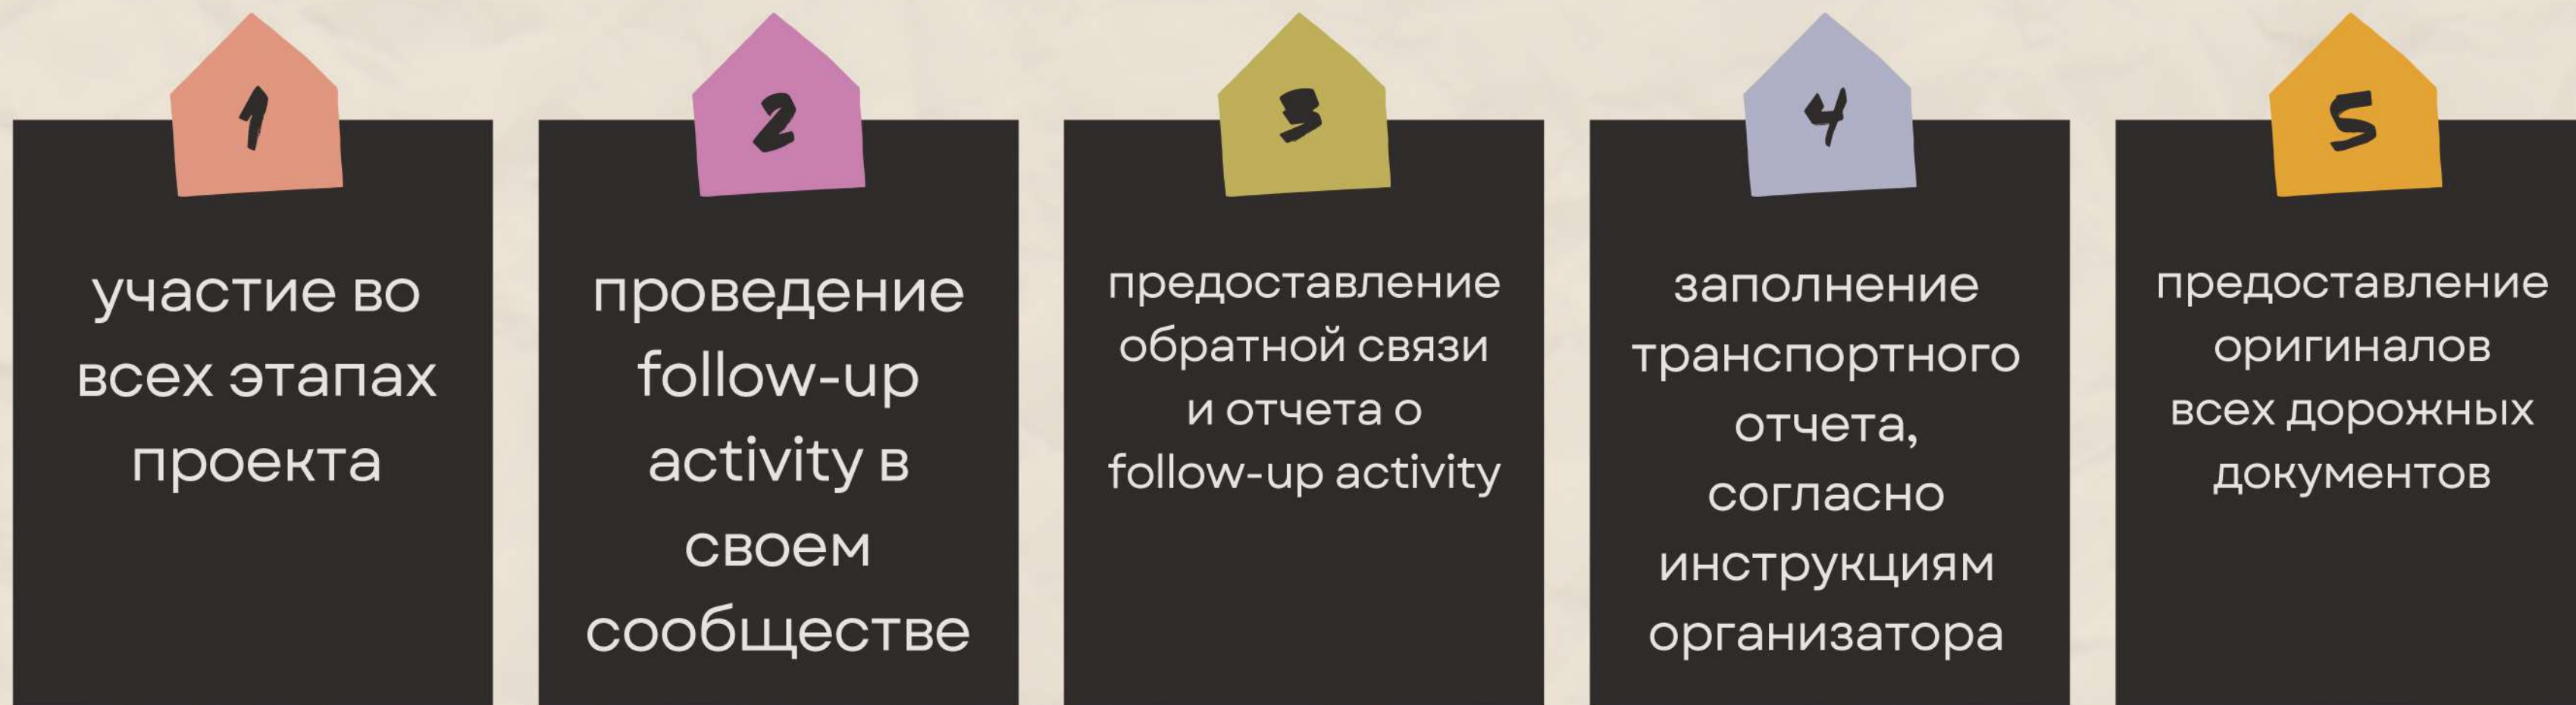 1
участие во
всех этапах
проекта
2
проведение
follow-up
activity в
своем
сообществе
3
предоставление
обратной связи
и отчета о
follow-up activity
4
заполнение
транспортного
отчета,
согласно
инструкциям
организатора
5
предоставление
оригиналов
всех дорожных
документов